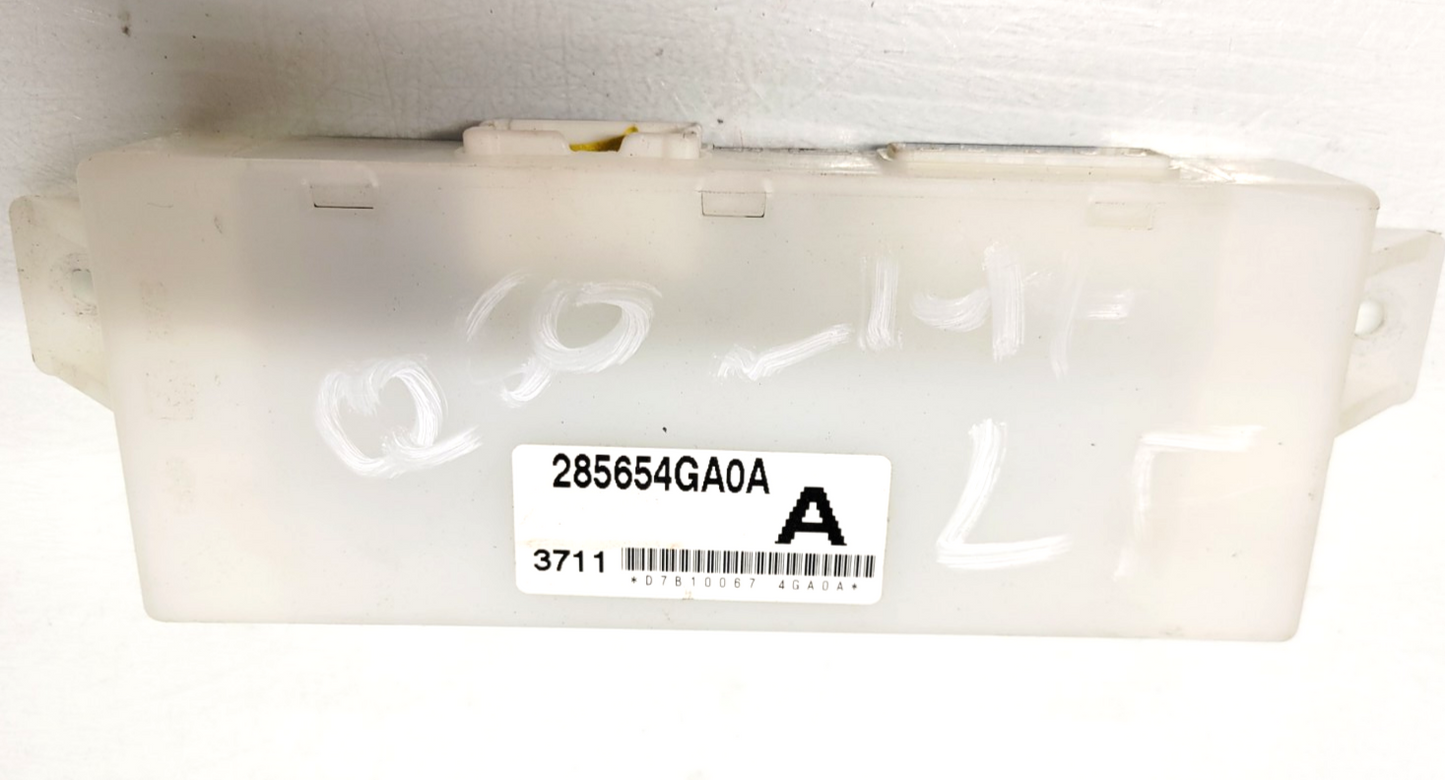 Q50-14-
LT
285654GA0A
A
3711
*D7B10067 4GA0A*